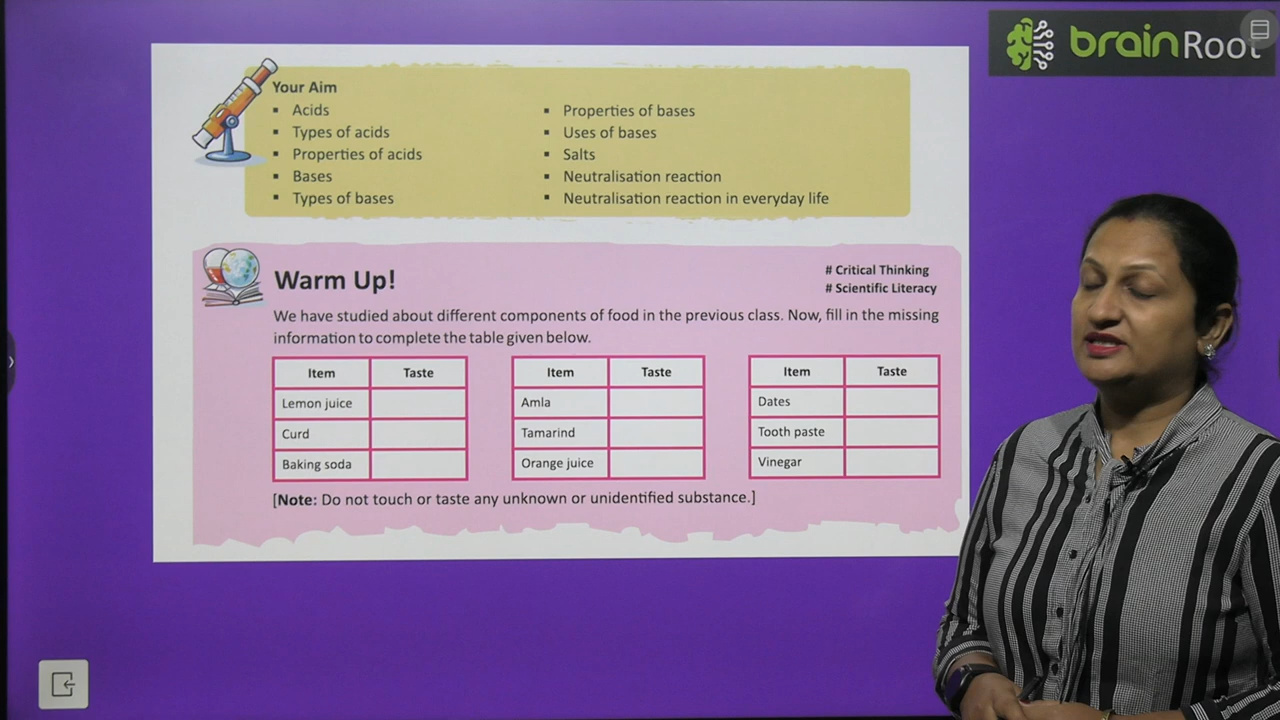 brainRoot
Your Aim
▪ Acids
▪ Types of acids
▪ Properties of acids
▪ Bases
▪ Types of bases
▪ Properties of bases
▪ Uses of bases
▪ Salts
▪ Neutralisation reaction
▪ Neutralisation reaction in everyday life
Warm Up!
# Critical Thinking
# Scientific Literacy
We have studied about different components of food in the previous class. Now, fill in the missing
information to complete the table given below.
Item Taste
Lemon juice
Curd
Baking soda
Item Taste
Amla
Tamarind
Orange juice
Item Taste
Dates
Tooth paste
Vinegar
[Note: Do not touch or taste any unknown or unidentified substance.]